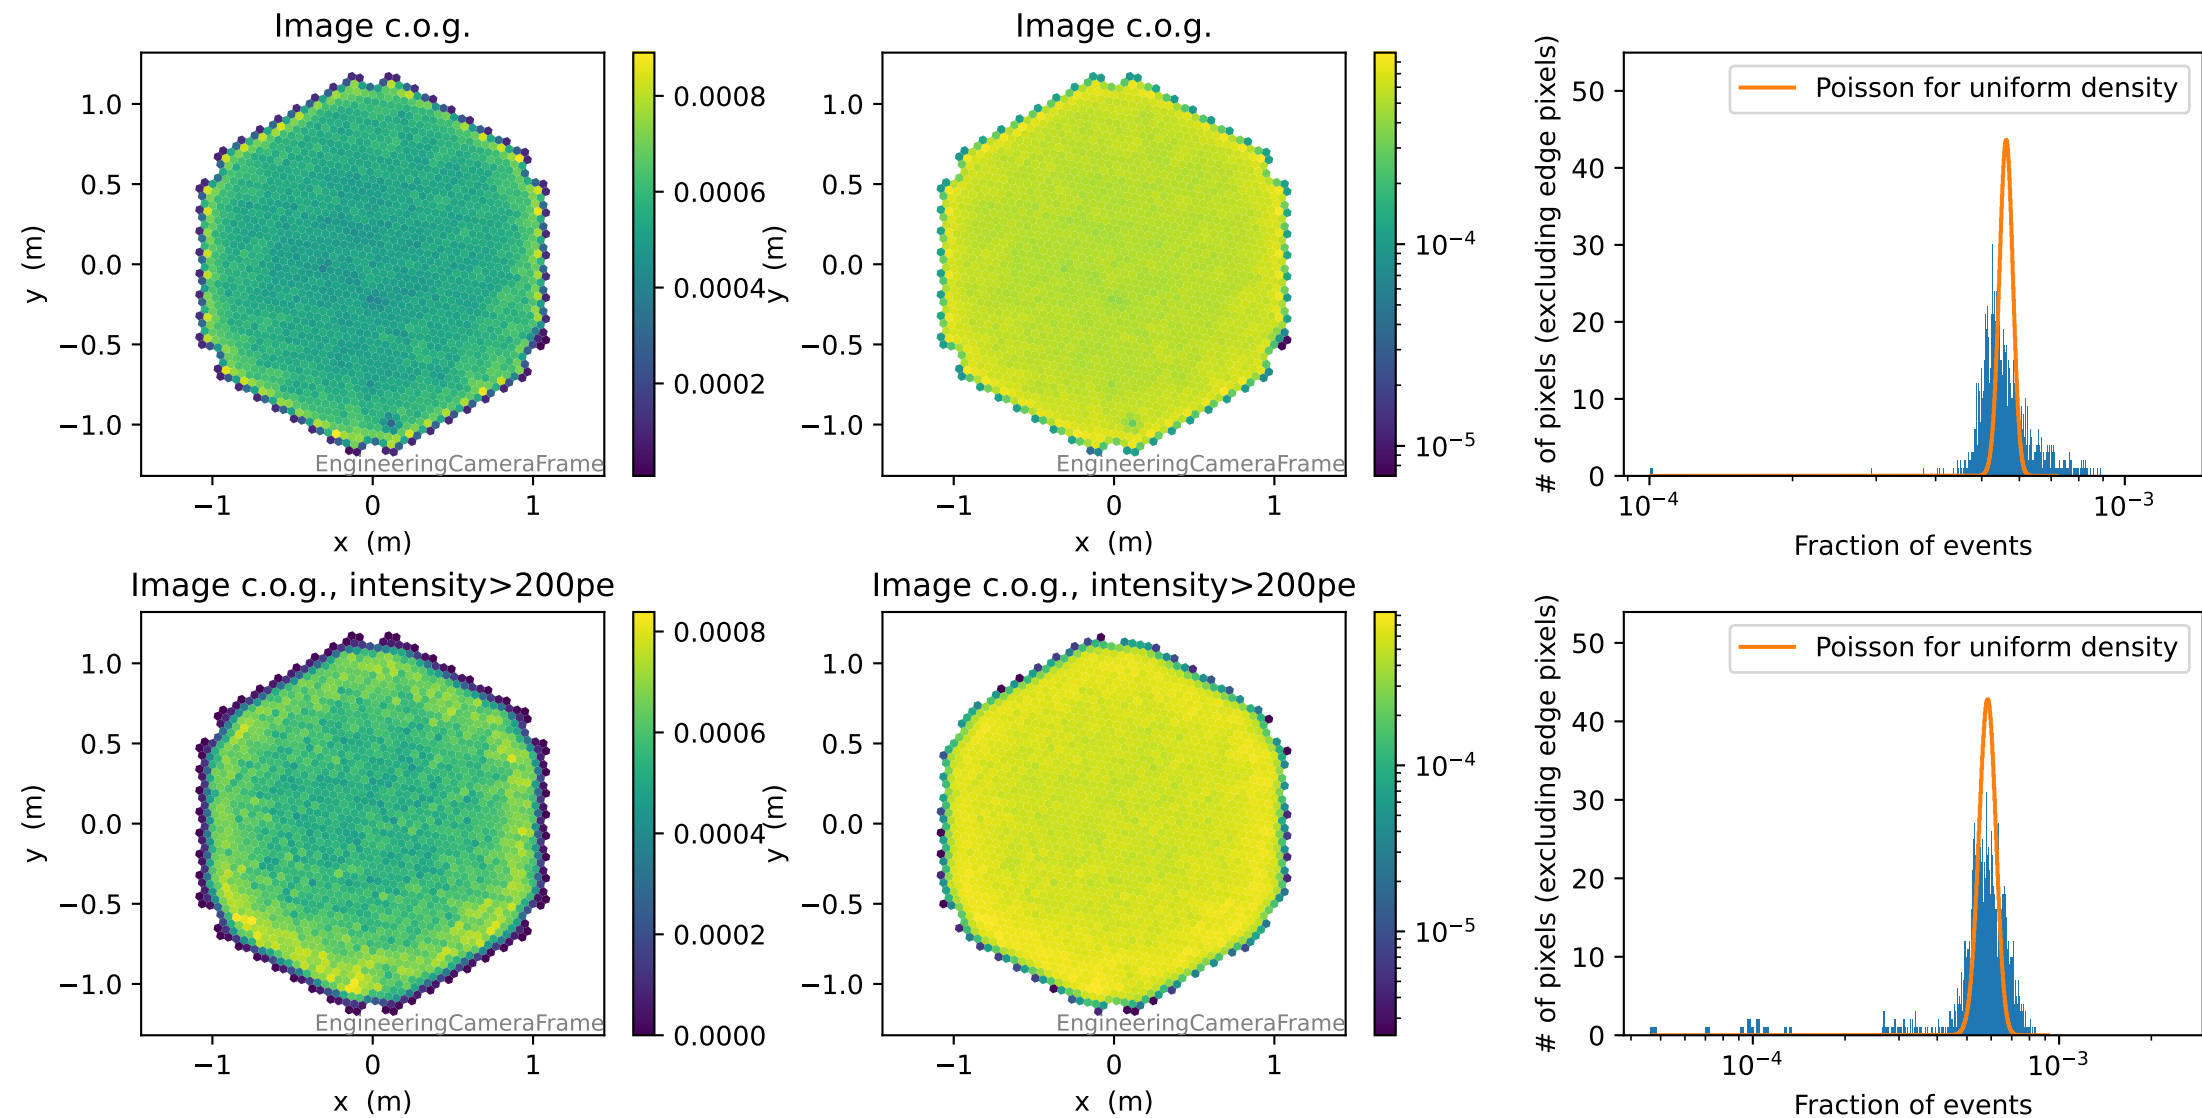 Image c.o.g.
1.0
0.5
0.0
−0.5
−1.0
y (m)
−1
0
1
x (m)
EngineeringCameraFrame
0.0008
0.0006
0.0004
0.0002
Image c.o.g.
1.0
0.5
0.0
−0.5
−1.0
y (m)
−1
0
1
x (m)
EngineeringCameraFrame
10⁻⁴
10⁻⁵
Poisson for uniform density
50
40
30
20
10
0
# of pixels (excluding edge pixels)
10⁻⁴
10⁻³
Fraction of events
Image c.o.g., intensity>200pe
1.0
0.5
0.0
−0.5
−1.0
y (m)
−1
0
1
x (m)
EngineeringCameraFrame
0.0008
0.0006
0.0004
0.0002
0.0000
Image c.o.g., intensity>200pe
1.0
0.5
0.0
−0.5
−1.0
y (m)
−1
0
1
x (m)
EngineeringCameraFrame
10⁻⁴
10⁻⁵
Poisson for uniform density
50
40
30
20
10
0
# of pixels (excluding edge pixels)
10⁻⁴
10⁻³
Fraction of events